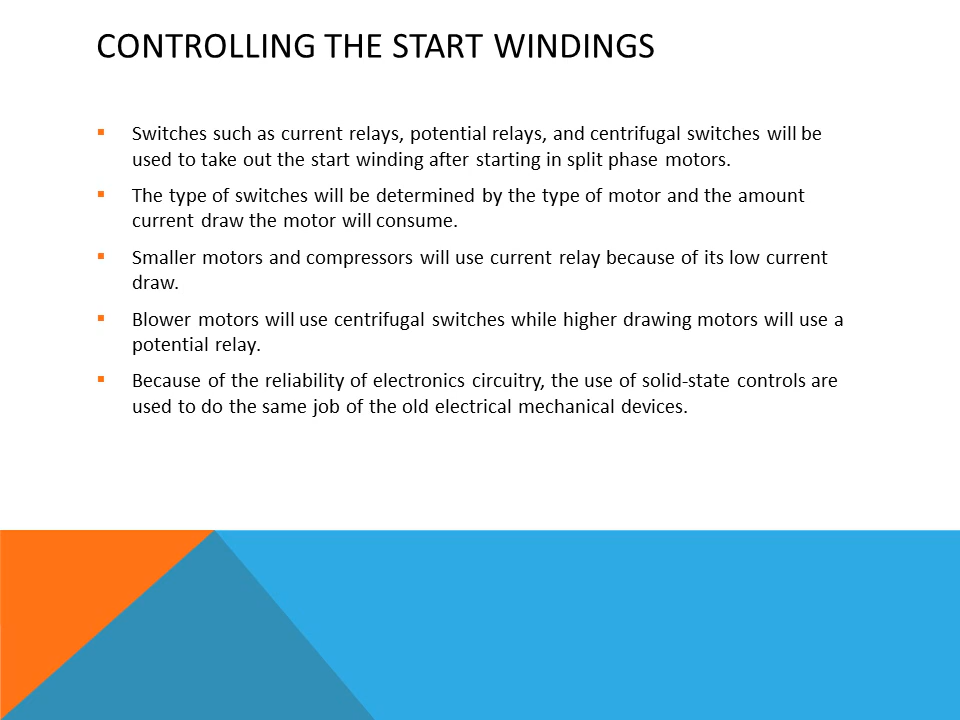 CONTROLLING THE START WINDINGS
▪ Switches such as current relays, potential relays, and centrifugal switches will be
used to take out the start winding after starting in split phase motors.
▪ The type of switches will be determined by the type of motor and the amount
current draw the motor will consume.
▪ Smaller motors and compressors will use current relay because of its low current
draw.
▪ Blower motors will use centrifugal switches while higher drawing motors will use a
potential relay.
▪ Because of the reliability of electronics circuitry, the use of solid-state controls are
used to do the same job of the old electrical mechanical devices.